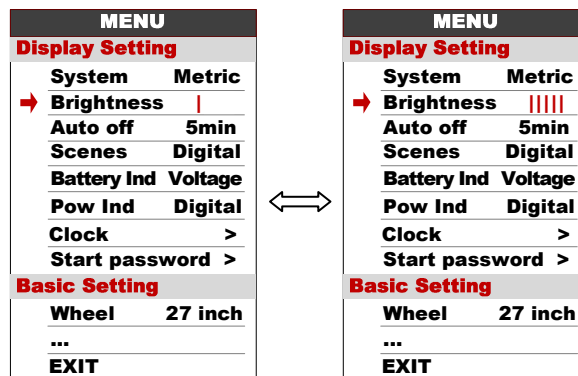 MENU
Display Setting
System Metric
Brightness |
Auto off 5min
Scenes Digital
Battery Ind Voltage
Pow Ind Digital
Clock >
Start password >
Basic Setting
Wheel 27 inch
...
EXIT
MENU
Display Setting
System Metric
Brightness |||||
Auto off 5min
Scenes Digital
Battery Ind Voltage
Pow Ind Digital
Clock >
Start password >
Basic Setting
Wheel 27 inch
...
EXIT